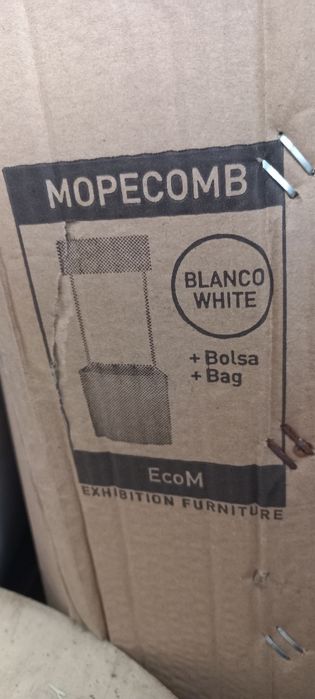 MOPECOMB
BLANCO
WHITE
+ Bolsa
+ Bag
EcoM
EXHIBITION FURNITURE